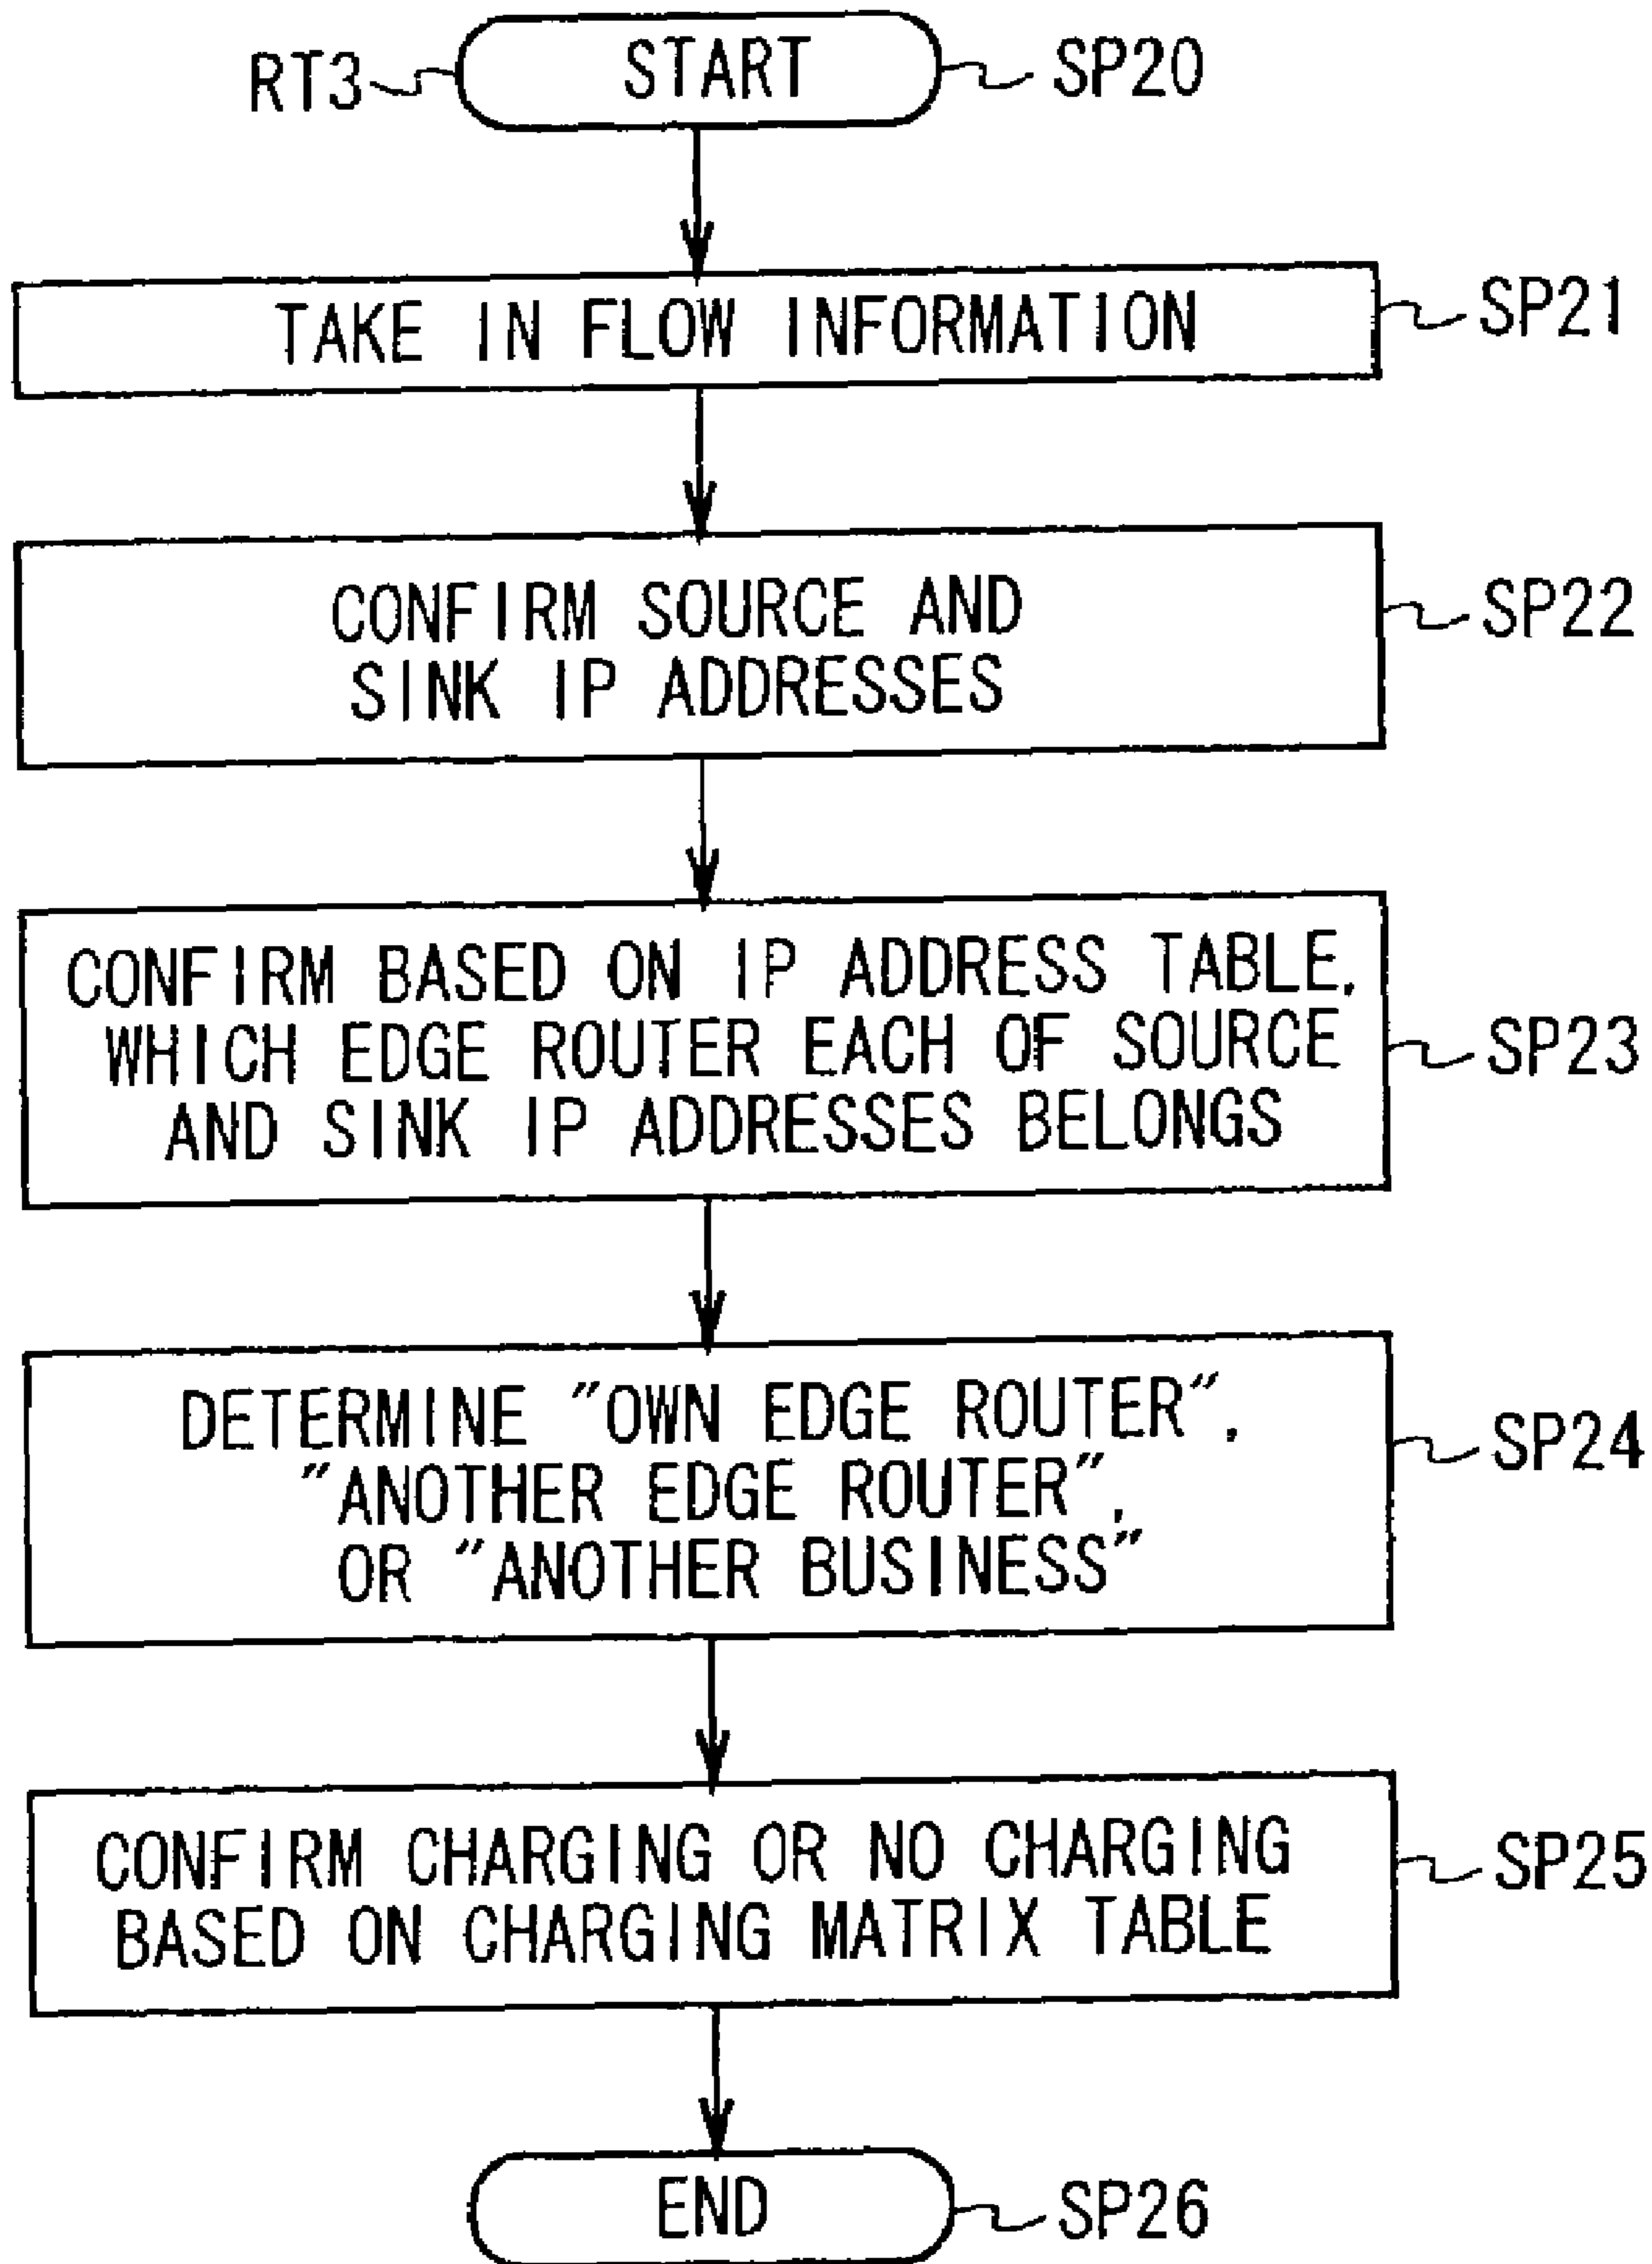 RT3 START SP20
TAKE IN FLOW INFORMATION SP21
CONFIRM SOURCE AND
SINK IP ADDRESSES
SP22
CONFIRM BASED ON IP ADDRESS TABLE,
WHICH EDGE ROUTER EACH OF SOURCE
AND SINK IP ADDRESSES BELONGS
SP23
DETERMINE "OWN EDGE ROUTER",
"ANOTHER EDGE ROUTER",
OR "ANOTHER BUSINESS"
SP24
CONFIRM CHARGING OR NO CHARGING
BASED ON CHARGING MATRIX TABLE
SP25
END SP26